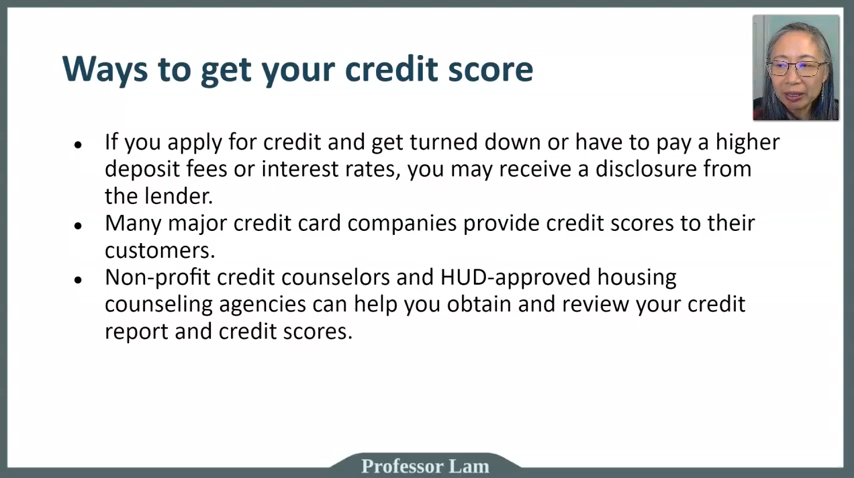 Ways to get your credit score
If you apply for credit and get turned down or have to pay a higher
deposit fees or interest rates, you may receive a disclosure from
the lender.
Many major credit card companies provide credit scores to their
customers.
Non-profit credit counselors and HUD-approved housing
counseling agencies can help you obtain and review your credit
report and credit scores.
Professor Lam